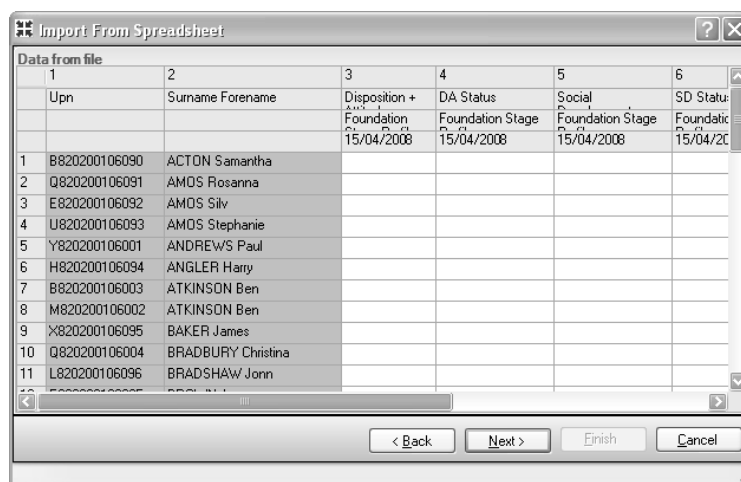 Import From Spreadsheet
Data from file
1 2 3 4 5 6
Upn Surname Forename Disposition + DA Status Social SD Status
Foundation Foundation Stage Foundation Stage
15/04/2008 15/04/2008 15/04/2008 15/04/20
1 B820200106090 ACTON Samantha
2 Q820200106091 AMOS Rosanna
3 E820200106092 AMOS Silv
4 U820200106093 AMOS Stephanie
5 Y820200106001 ANDREWS Paul
6 H820200106094 ANGLER Harry
7 B820200106003 ATKINSON Ben
8 M820200106002 ATKINSON Ben
9 X820200106095 BAKER James
10 Q820200106004 BRADBURY Christina
11 L820200106096 BRADSHAW Jonn
< Back Next > Finish Cancel